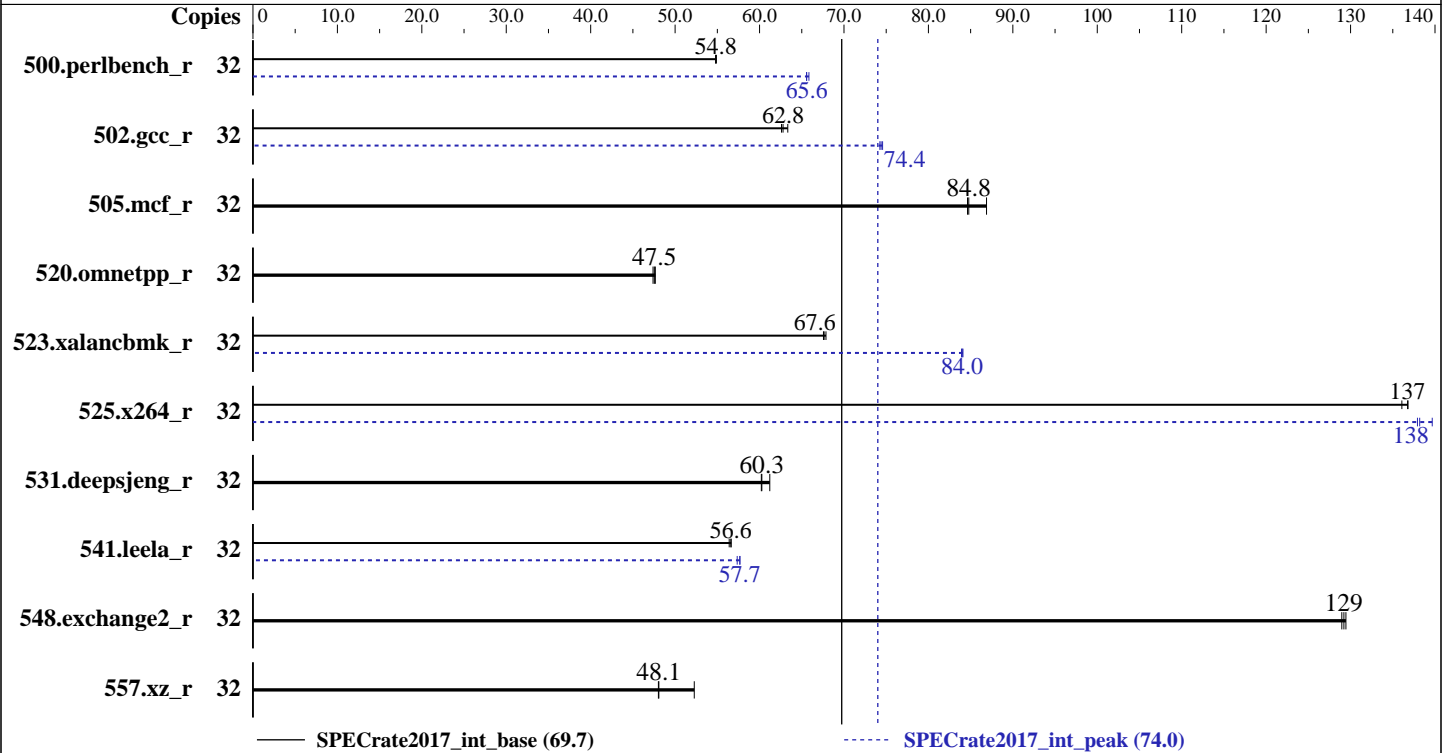 Copies 0 10.0 20.0 30.0 40.0 50.0 60.0 70.0 80.0 90.0 100 110 120 130 140
500.perlbench_r 32 54.8
65.6
502.gcc_r 32 62.8
74.4
505.mcf_r 32 84.8
520.omnetpp_r 32 47.5
523.xalancbmk_r 32 67.6
84.0
525.x264_r 32 137
138
531.deepsjeng_r 32 60.3
541.leela_r 32 56.6
57.7
548.exchange2_r 32 129
557.xz_r 32 48.1
SPECrate2017_int_base (69.7) SPECrate2017_int_peak (74.0)